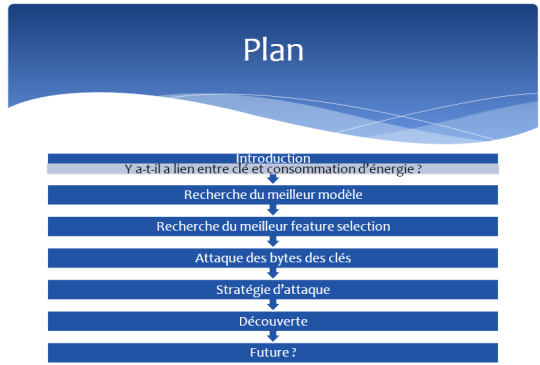 Plan
Introduction
Y a-t-il a lien entre clé et consommation d'énergie ?
Recherche du meilleur modèle
Recherche du meilleur feature selection
Attaque des bytes des clés
Stratégie d'attaque
Découverte
Future ?